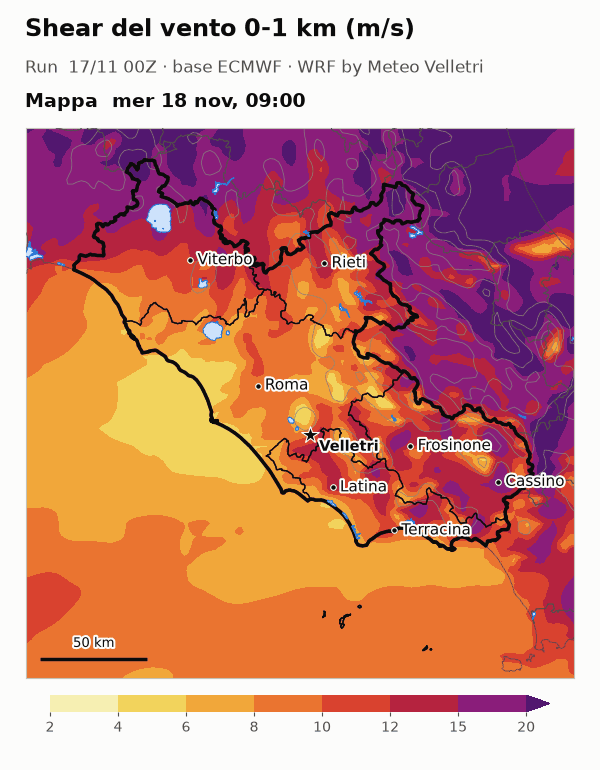 Shear del vento 0-1 km (m/s)
Run 17/11 00Z · base ECMWF · WRF by Meteo Velletri
Mappa mer 18 nov, 09:00
Viterbo
Rieti
Roma
Velletri
Frosinone
Latina
Cassino
Terracina
50 km
2 4 6 8 10 12 15 20